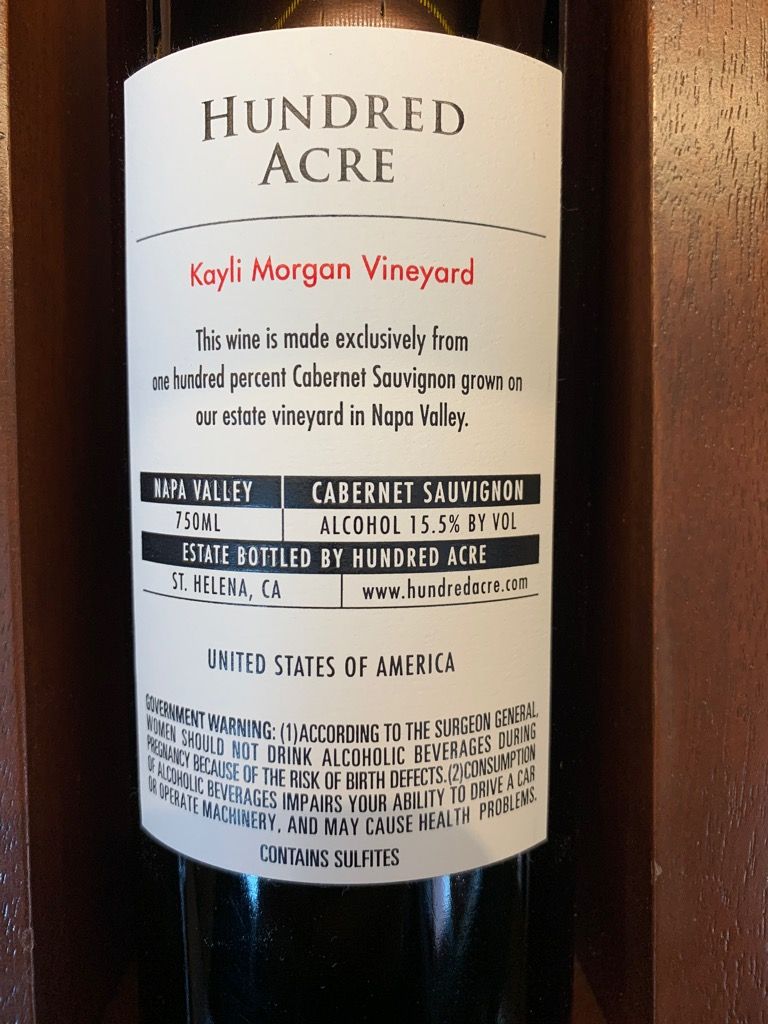 HUNDRED
ACRE
Kayli Morgan Vineyard
This wine is made exclusively from
one hundred percent Cabernet Sauvignon grown on
our estate vineyard in Napa Valley.
NAPA VALLEY CABERNET SAUVIGNON
750ML ALCOHOL 15.5% BY VOL
ESTATE BOTTLED BY HUNDRED ACRE
ST. HELENA, CA www.hundredacre.com
UNITED STATES OF AMERICA
GOVERNMENT WARNING: (1)ACCORDING TO THE SURGEON GENERAL,
WOMEN SHOULD NOT DRINK ALCOHOLIC BEVERAGES DURING
PREGNANCY BECAUSE OF THE RISK OF BIRTH DEFECTS.(2)CONSUMPTION
OF ALCOHOLIC BEVERAGES IMPAIRS YOUR ABILITY TO DRIVE A CAR
OR OPERATE MACHINERY, AND MAY CAUSE HEALTH PROBLEMS.
CONTAINS SULFITES